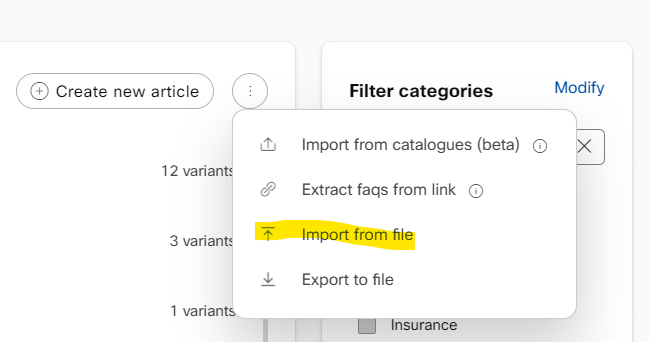 Create new article
Filter categories
Modify
Import from catalogues (beta)
12 variants
Extract faqs from link
3 variants
Import from file
Export to file
1 variants
Insurance